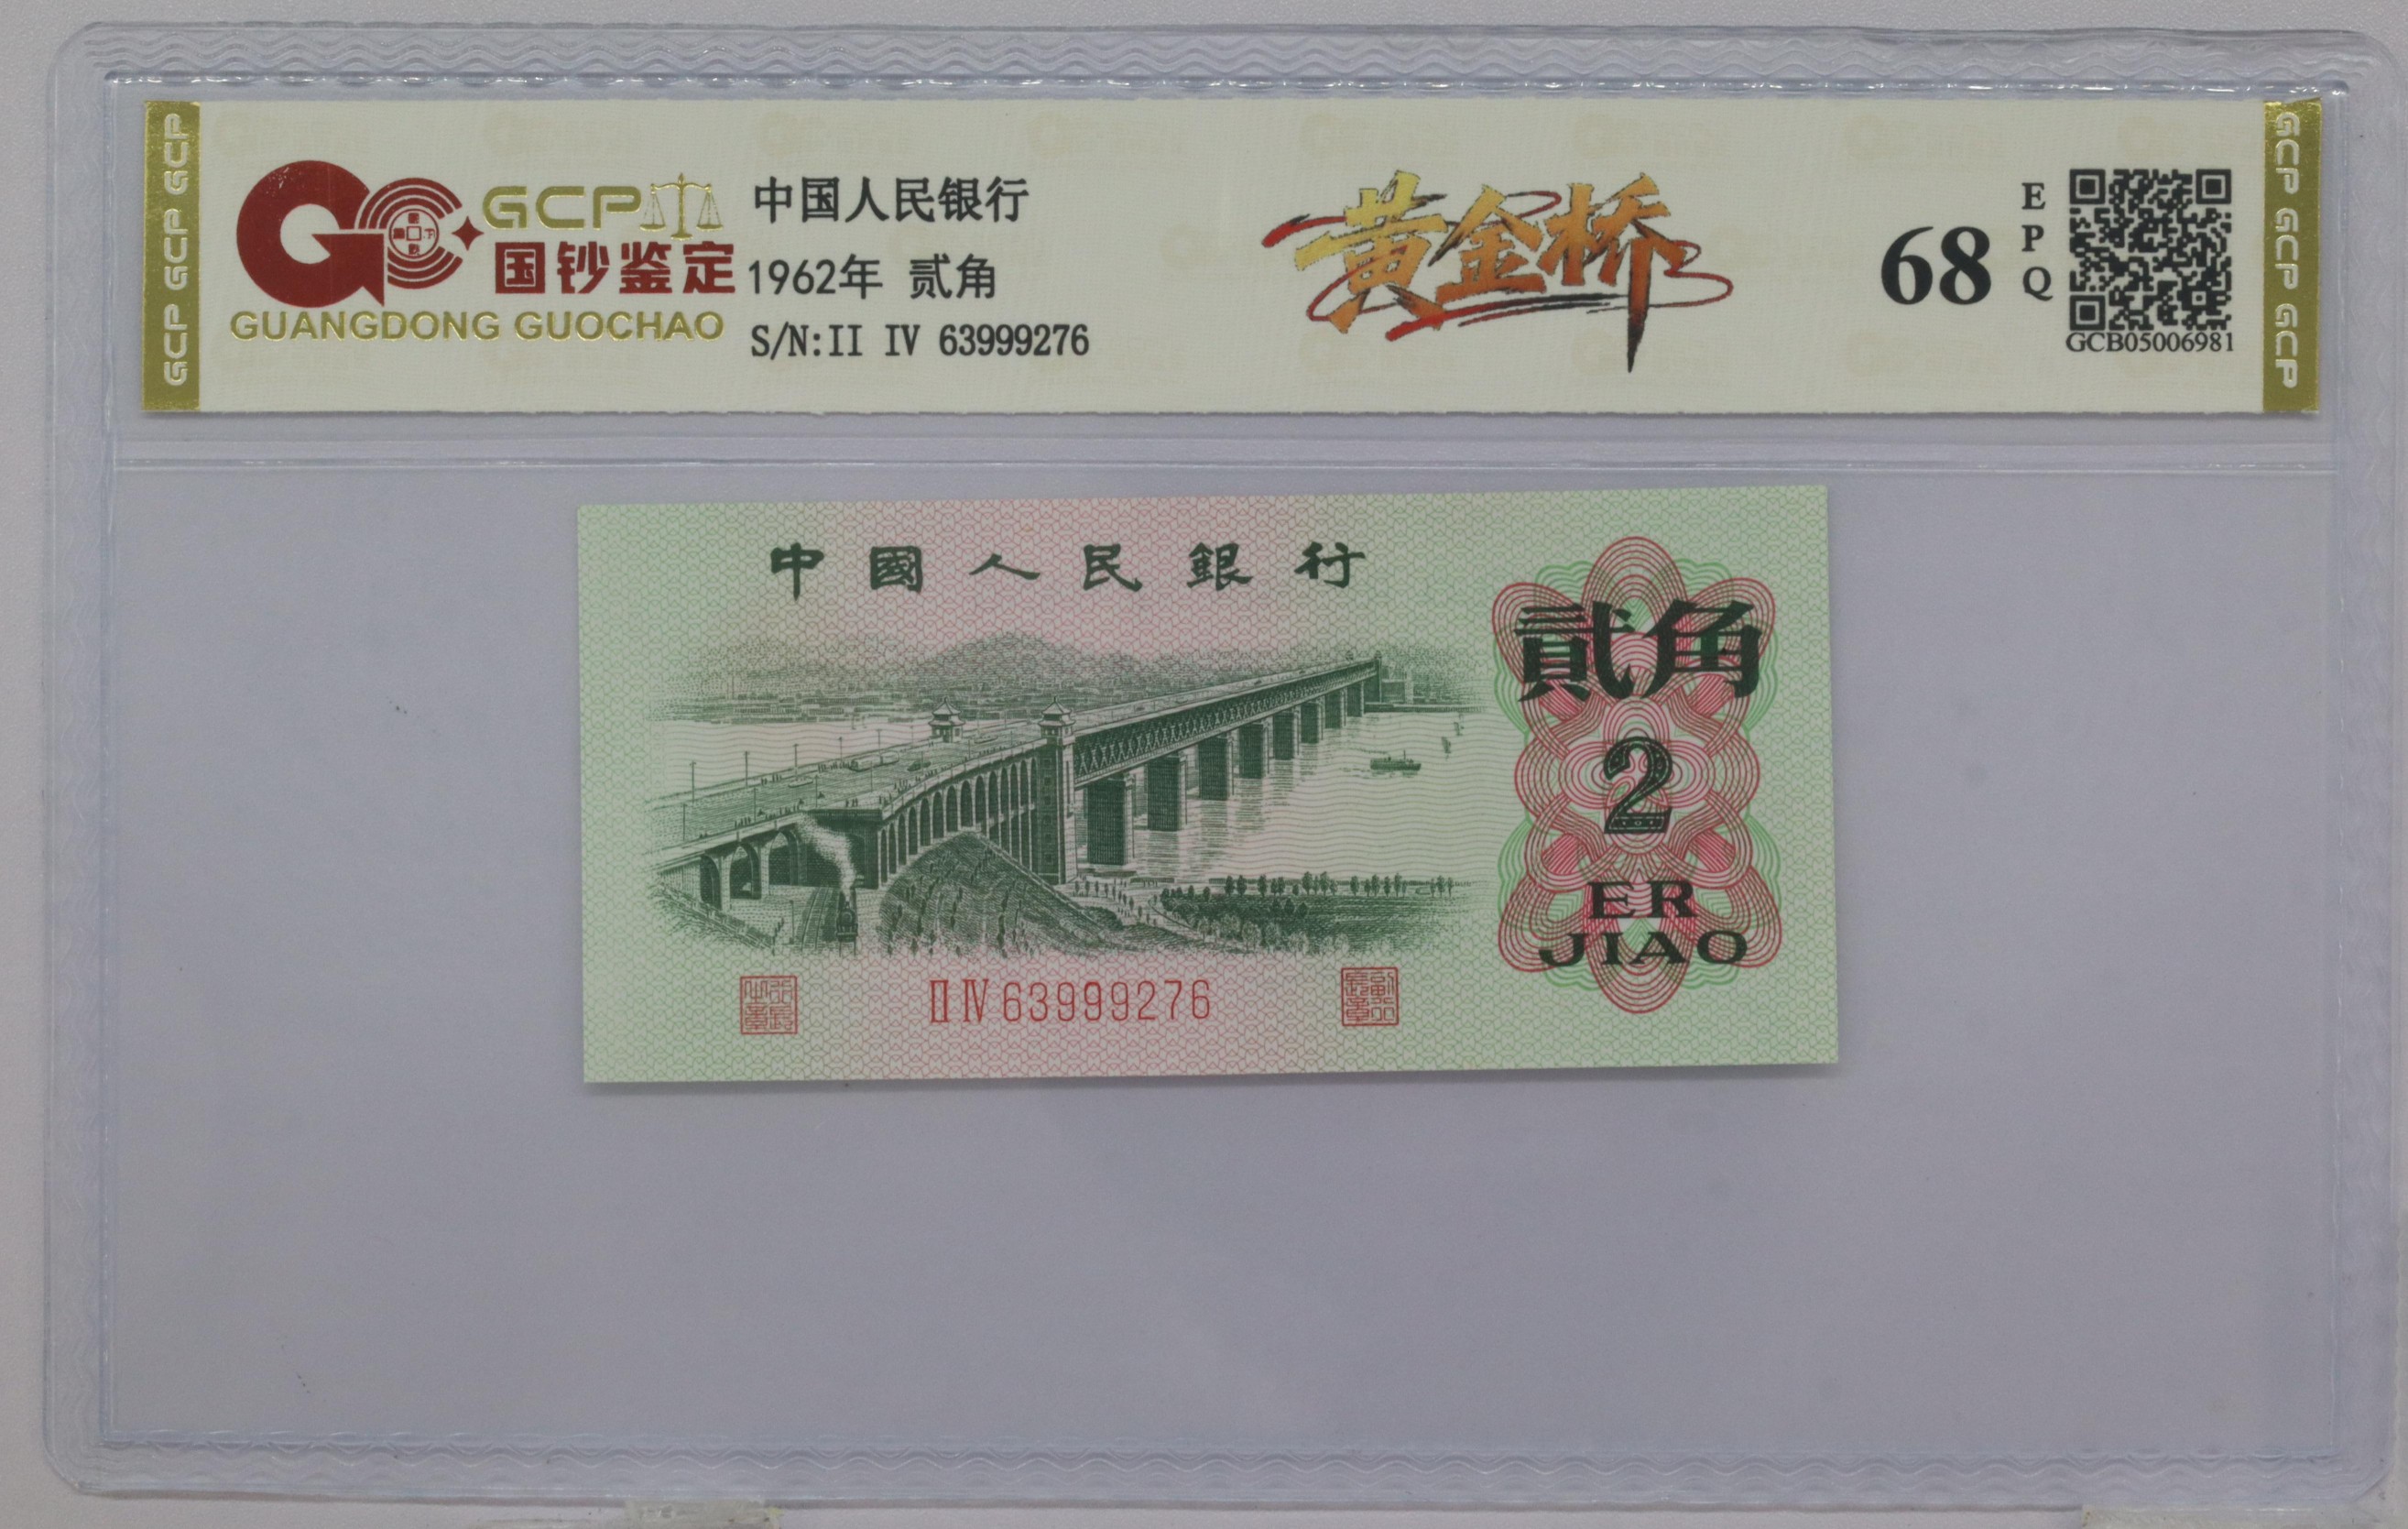 GCP GCP GCP
GCP
国钞鉴定
GUANGDONG GUOCHAO
中国人民银行
1962年 贰角
S/N:II IV 63999276
黄金桥
68
EPQ
GCB05006981
GCP GCP GCP
中國人民銀行
貳角
2
ER
JIAO
II IV 63999276